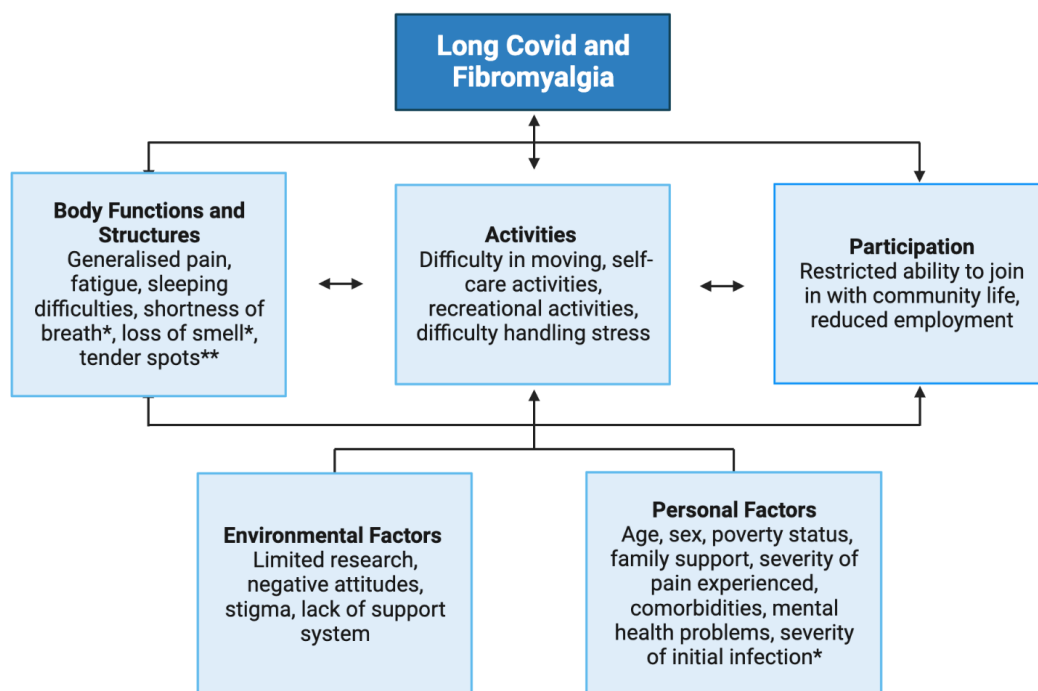 Long Covid and
Fibromyalgia
Body Functions and
Structures
Generalised pain,
fatigue, sleeping
difficulties, shortness of
breath*, loss of smell*,
tender spots**
Activities
Difficulty in moving, self-
care activities,
recreational activities,
difficulty handling stress
Participation
Restricted ability to join
in with community life,
reduced employment
Environmental Factors
Limited research,
negative attitudes,
stigma, lack of support
system
Personal Factors
Age, sex, poverty status,
family support, severity of
pain experienced,
comorbidities, mental
health problems, severity
of initial infection*